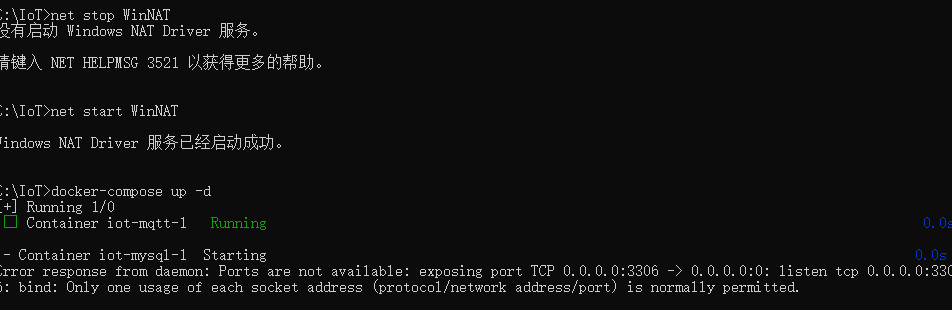 C:\IoT>net stop WinNAT
没有启动 Windows NAT Driver 服务。
请键入 NET HELPMSG 3521 以获得更多的帮助。
C:\IoT>net start WinNAT
Windows NAT Driver 服务已经启动成功。
C:\IoT>docker-compose up -d
[+] Running 1/0
Container iot-mqtt-1 Running 0.0s
- Container iot-mysql-1 Starting 0.0s
Error response from daemon: Ports are not available: exposing port TCP 0.0.0.0:3306 -> 0.0.0.0:0: listen tcp 0.0.0.0:330
6: bind: Only one usage of each socket address (protocol/network address/port) is normally permitted.